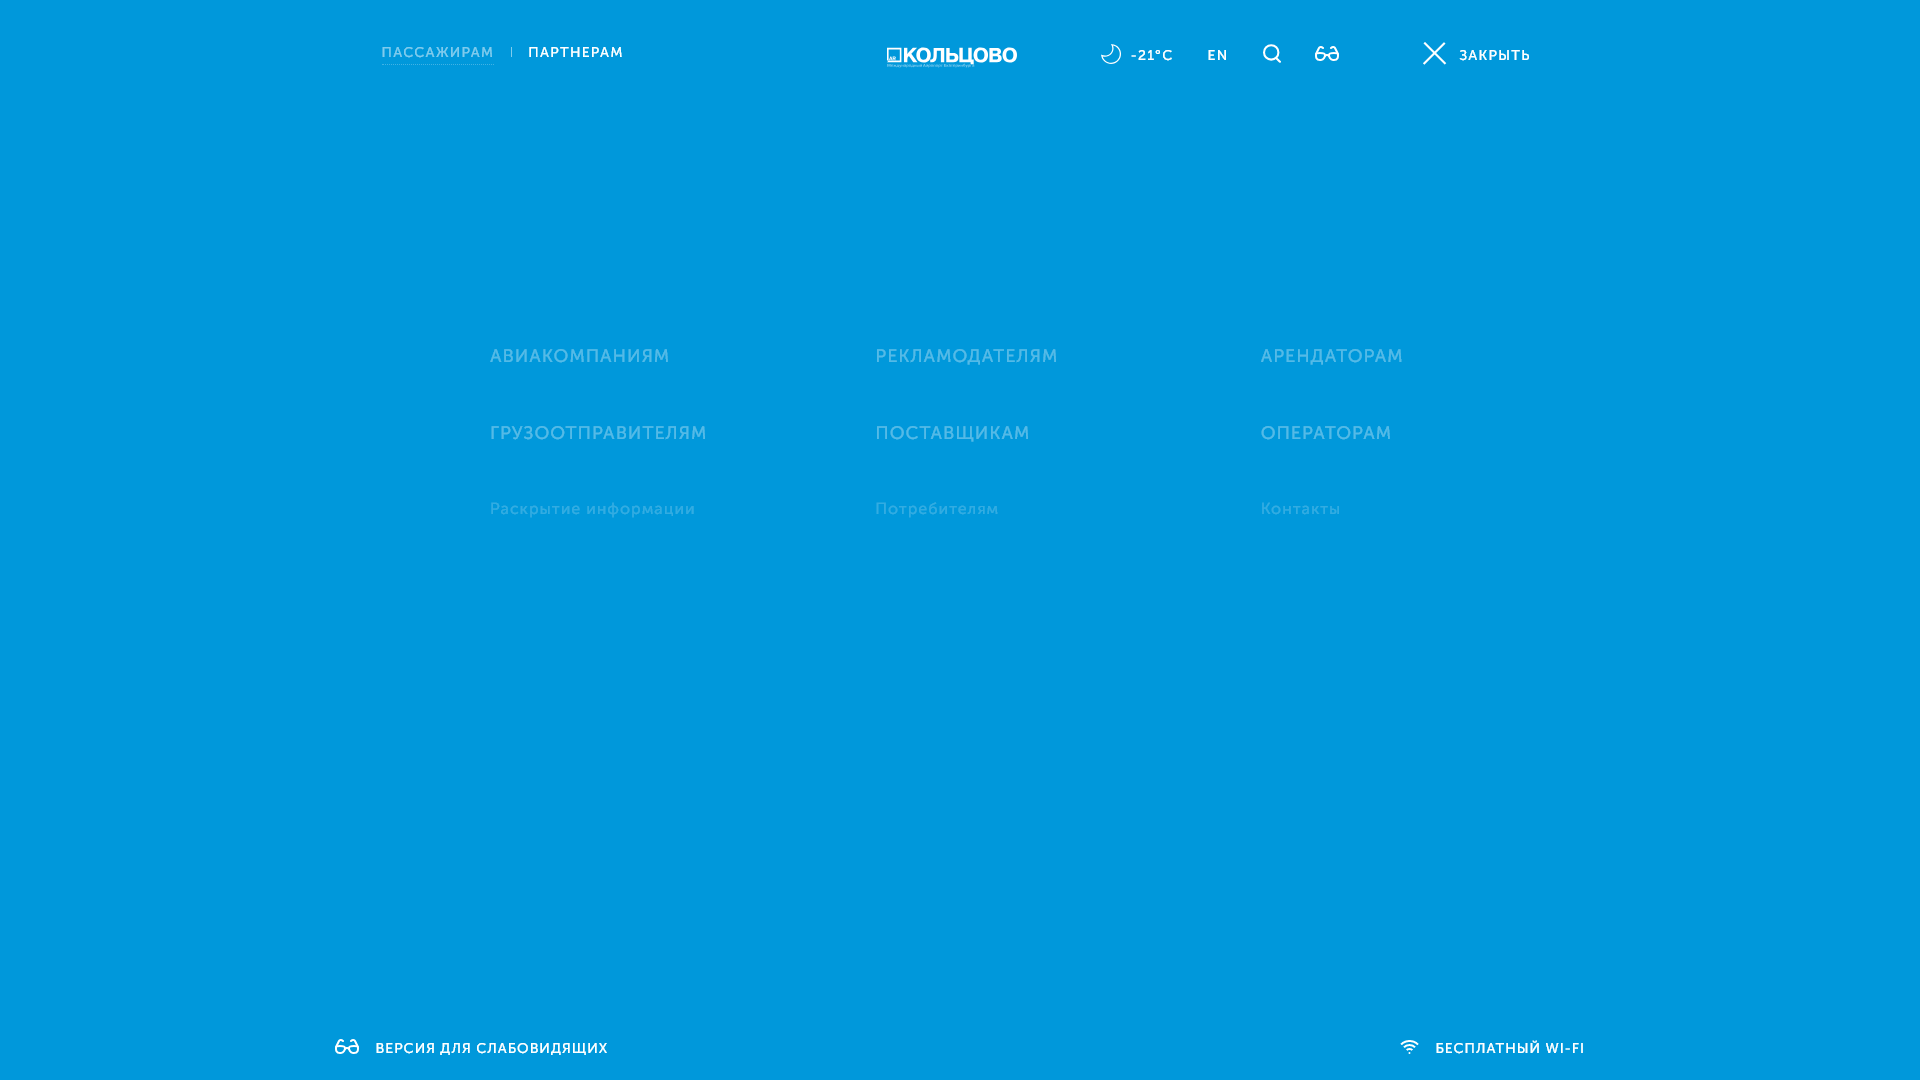 ПАССАЖИРАМ ПАРТНЕРАМ КОЛЬЦОВО -21°C EN ЗАКРЫТЬ
АВИАКОМПАНИЯМ РЕКЛАМОДАТЕЛЯМ АРЕНДАТОРАМ
ГРУЗООТПРАВИТЕЛЯМ ПОСТАВЩИКАМ ОПЕРАТОРАМ
Раскрытие информации Потребителям Контакты
ВЕРСИЯ ДЛЯ СЛАБОВИДЯЩИХ БЕСПЛАТНЫЙ WI-FI